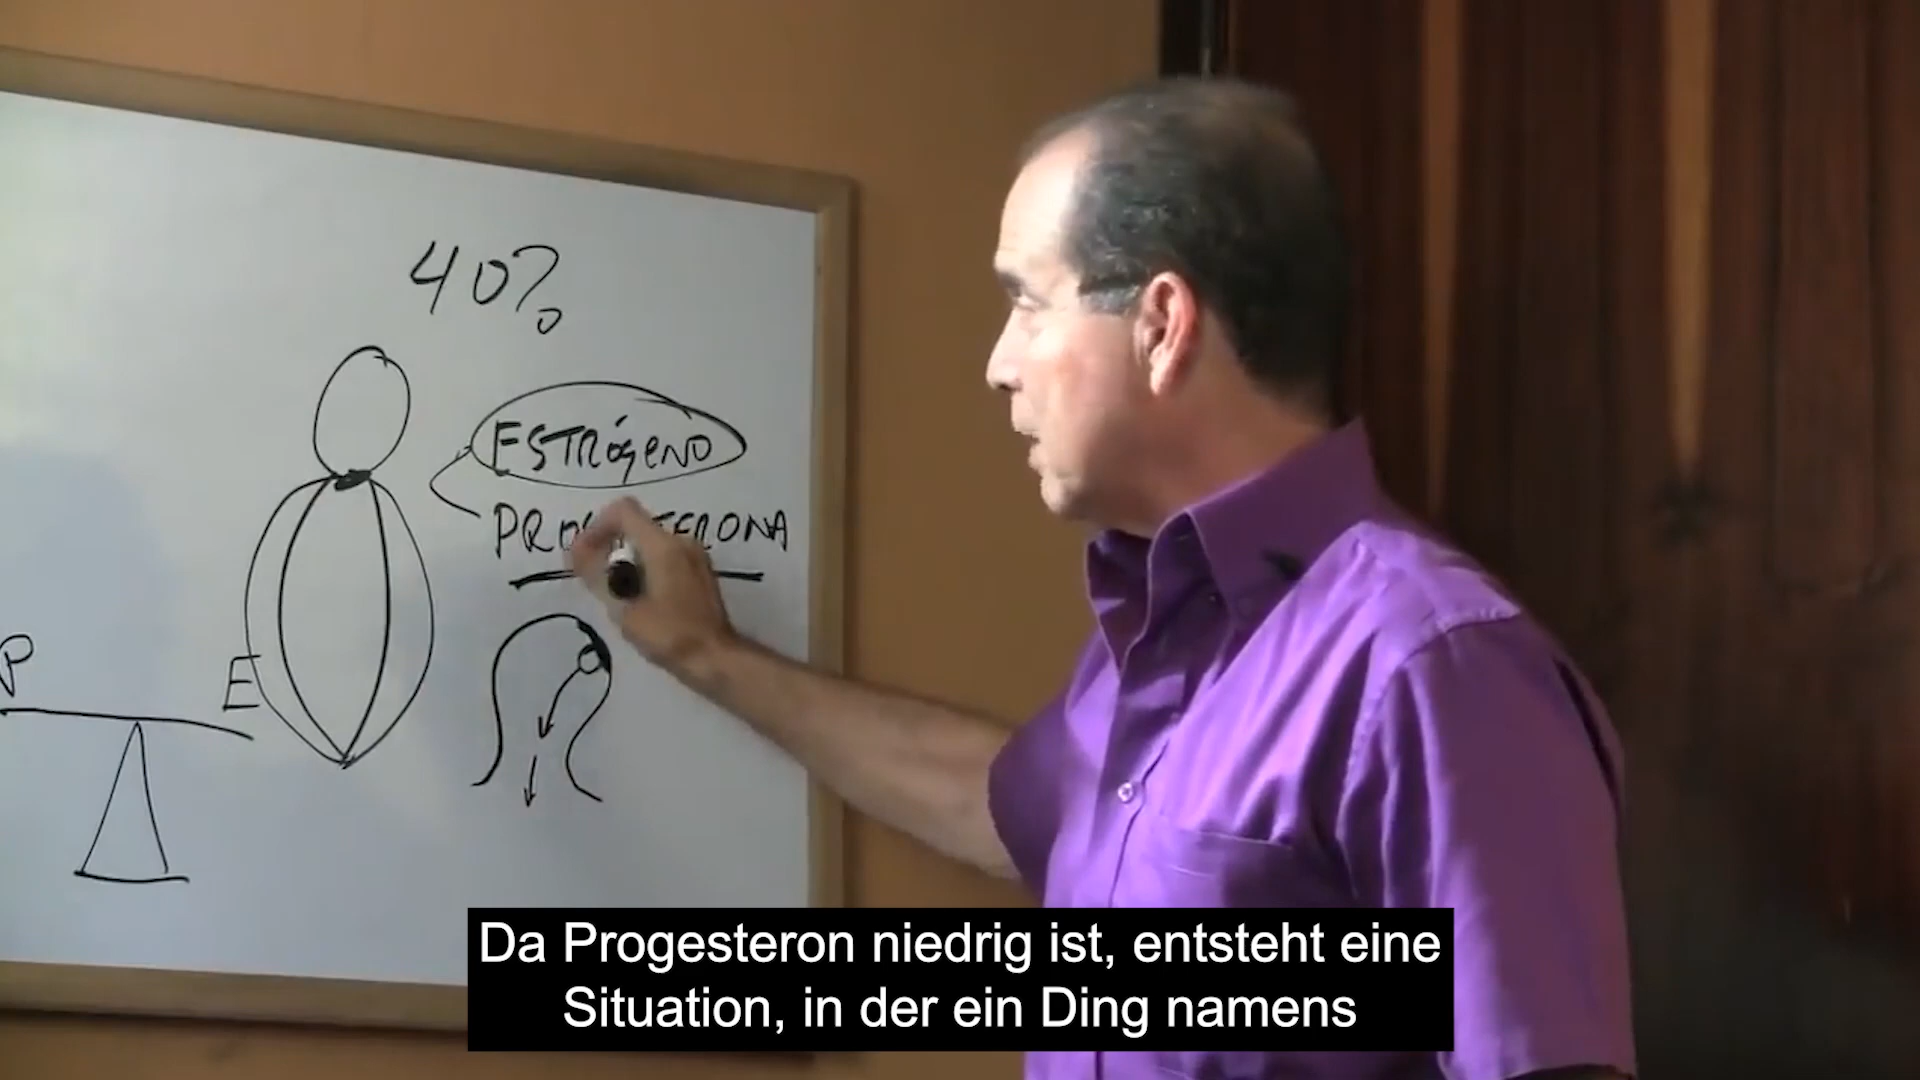 40%
ESTRÓGENO
P
E
Da Progesteron niedrig ist, entsteht eine
Situation, in der ein Ding namens